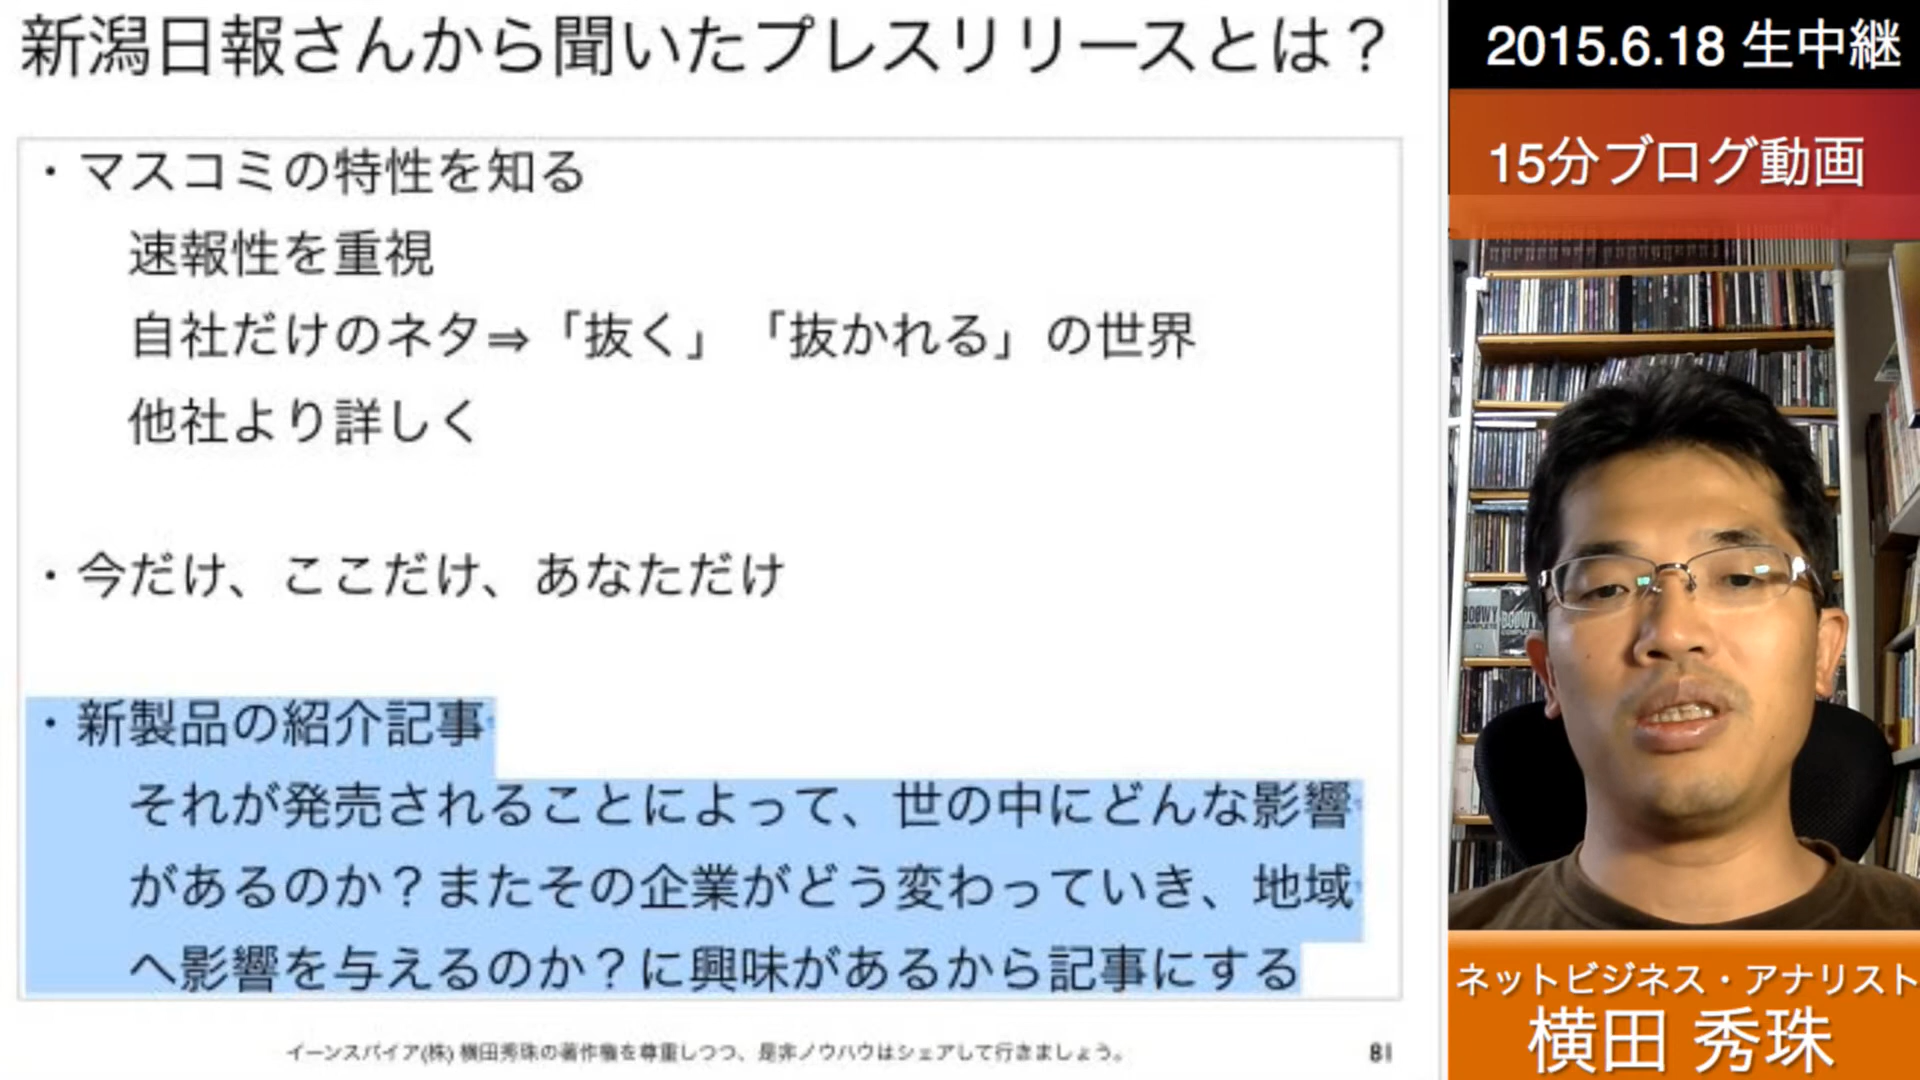 新潟日報さんから聞いたプレスリリースとは？
・マスコミの特性を知る
速報性を重視
自社だけのネタ⇒「抜く」「抜かれる」の世界
他社より詳しく
・今だけ、ここだけ、あなただけ
・新製品の紹介記事
それが発売されることによって、世の中にどんな影響
があるのか？またその企業がどう変わっていき、地域
へ影響を与えるのか？に興味があるから記事にする
イーンスパイア(株) 横田秀珠の著作権を尊重しつつ、是非ノウハウはシェアして行きましょう。
81
2015.6.18 生中継
15分ブログ動画
BOØWY
COMPLETE
BOØWY
ネットビジネス・アナリスト
横田 秀珠